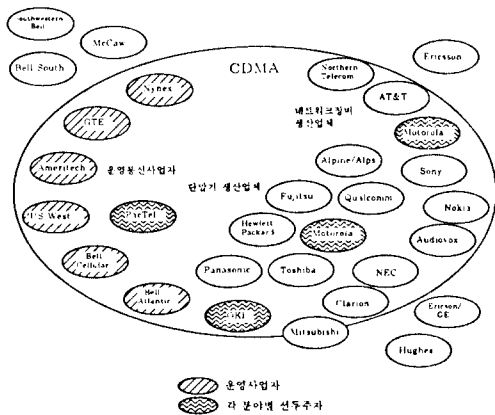 Southwestern
Bell
McCaw
Bell South
CDMA
Northern
Telecom
Ericsson
Nynex
AT&T
GTE
네트워크장비
생산업체
Motorola
Ameritech
운영통신사업자
Alpine/Alps
Sony
단말기 생산업체
Fujitsu
Qualcomm
US West
PacTel
Nokia
Hewlett
Packard
Motorola
Audiovox
Bell
Cellular
Panasonic
Toshiba
NEC
Bell
Atlantic
Clarion
Ericson/
GE
Mitsubishi
Hughes
운영사업자
각 분야별 선두주자